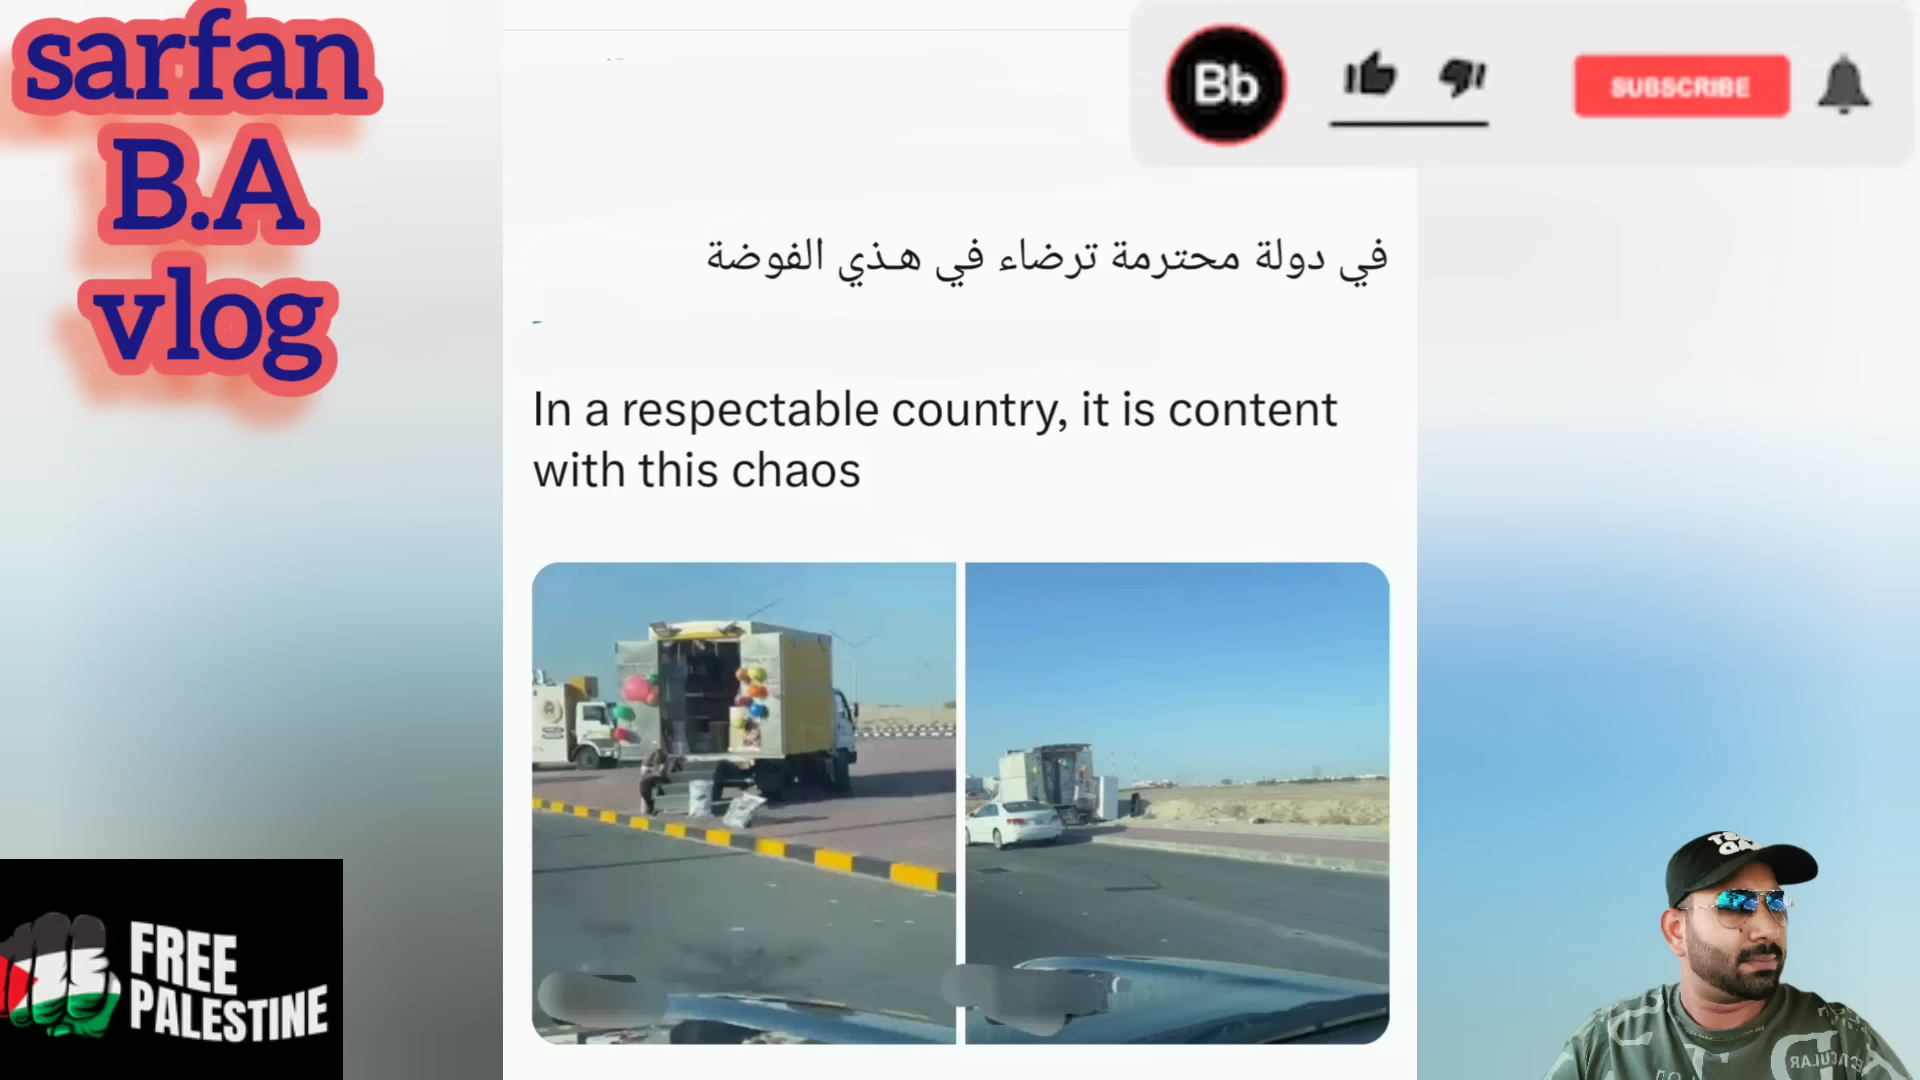 sarfan
B.A
vlog
Bb
SUBSCRIBE
في دولة محترمة ترضاء في هـذي الفوضة
In a respectable country, it is content
with this chaos
FREE
PALESTINE